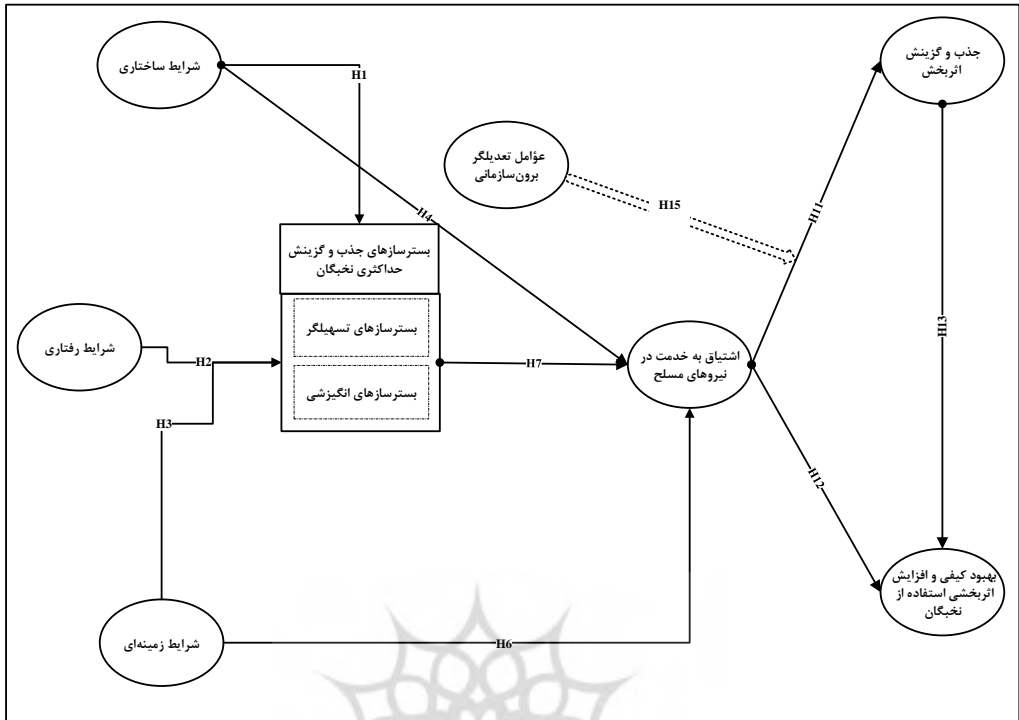 شرایط ساختاری
H1
جذب و گزینش
اثربخش
عؤامل تعدیلگر
برون‌سازمانی
H15
H4
H11
بسترسازهای جذب و گزینش
حداکثری نخبگان
بسترسازهای تسهیلگر
بسترسازهای انگیزشی
شرایط رفتاری
H2
H3
H7
اشتیاق به خدمت در
نیروهای مسلح
H13
H12
بهبود کیفی و افزایش
اثربخشی استفاده از
نخبگان
شرایط زمینه‌ای
H6